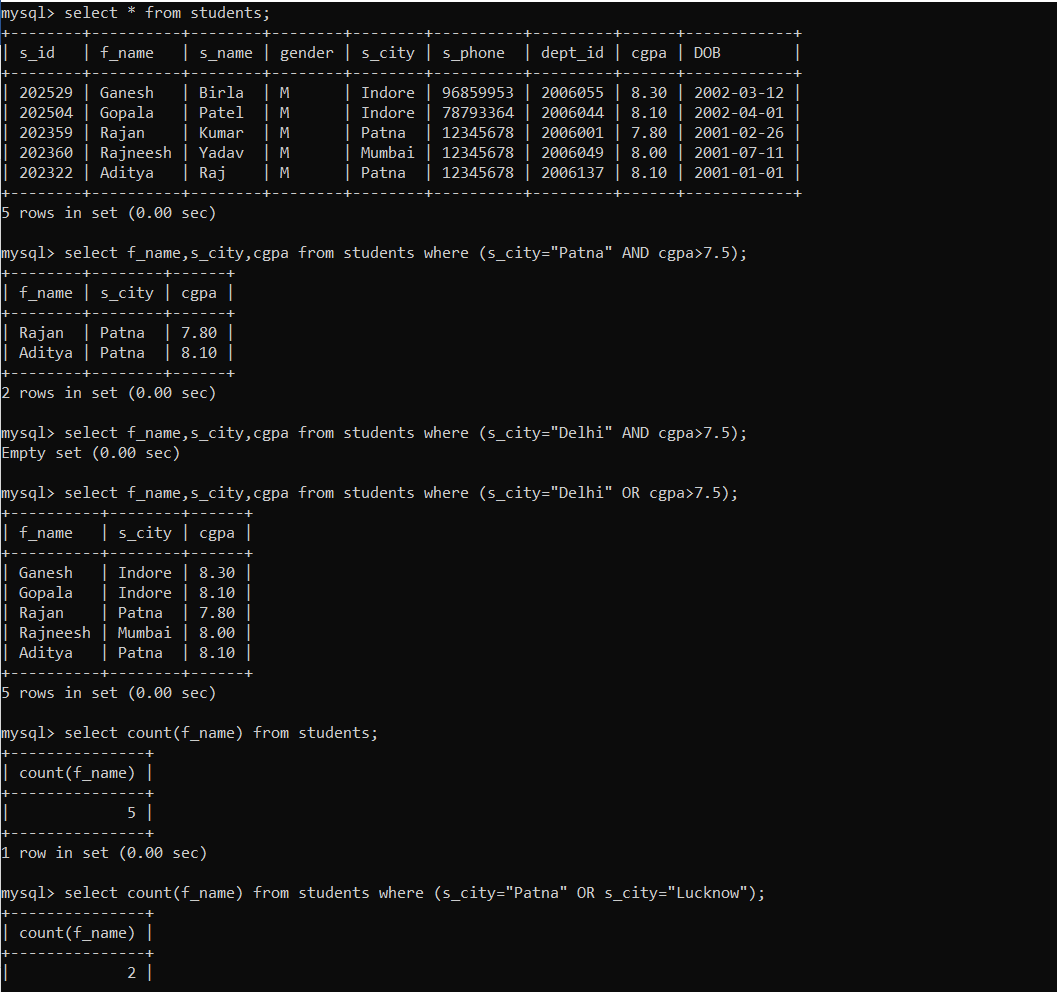 mysql> select * from students;
+--------+----------+--------+--------+--------+----------+---------+------+------------+
| s_id   | f_name   | s_name | gender | s_city | s_phone  | dept_id | cgpa | DOB        |
+--------+----------+--------+--------+--------+----------+---------+------+------------+
| 202529 | Ganesh   | Birla  | M      | Indore | 96859953 | 2006055 | 8.30 | 2002-03-12 |
| 202504 | Gopala   | Patel  | M      | Indore | 78793364 | 2006044 | 8.10 | 2002-04-01 |
| 202359 | Rajan    | Kumar  | M      | Patna  | 12345678 | 2006001 | 7.80 | 2001-02-26 |
| 202360 | Rajneesh | Yadav  | M      | Mumbai | 12345678 | 2006049 | 8.00 | 2001-07-11 |
| 202322 | Aditya   | Raj    | M      | Patna  | 12345678 | 2006137 | 8.10 | 2001-01-01 |
+--------+----------+--------+--------+--------+----------+---------+------+------------+
5 rows in set (0.00 sec)

mysql> select f_name,s_city,cgpa from students where (s_city="Patna" AND cgpa>7.5);
+--------+--------+------+
| f_name | s_city | cgpa |
+--------+--------+------+
| Rajan  | Patna  | 7.80 |
| Aditya | Patna  | 8.10 |
+--------+--------+------+
2 rows in set (0.00 sec)

mysql> select f_name,s_city,cgpa from students where (s_city="Delhi" AND cgpa>7.5);
Empty set (0.00 sec)

mysql> select f_name,s_city,cgpa from students where (s_city="Delhi" OR cgpa>7.5);
+----------+--------+------+
| f_name   | s_city | cgpa |
+----------+--------+------+
| Ganesh   | Indore | 8.30 |
| Gopala   | Indore | 8.10 |
| Rajan    | Patna  | 7.80 |
| Rajneesh | Mumbai | 8.00 |
| Aditya   | Patna  | 8.10 |
+----------+--------+------+
5 rows in set (0.00 sec)

mysql> select count(f_name) from students;
+---------------+
| count(f_name) |
+---------------+
|             5 |
+---------------+
1 row in set (0.00 sec)

mysql> select count(f_name) from students where (s_city="Patna" OR s_city="Lucknow");
+---------------+
| count(f_name) |
+---------------+
|             2 |